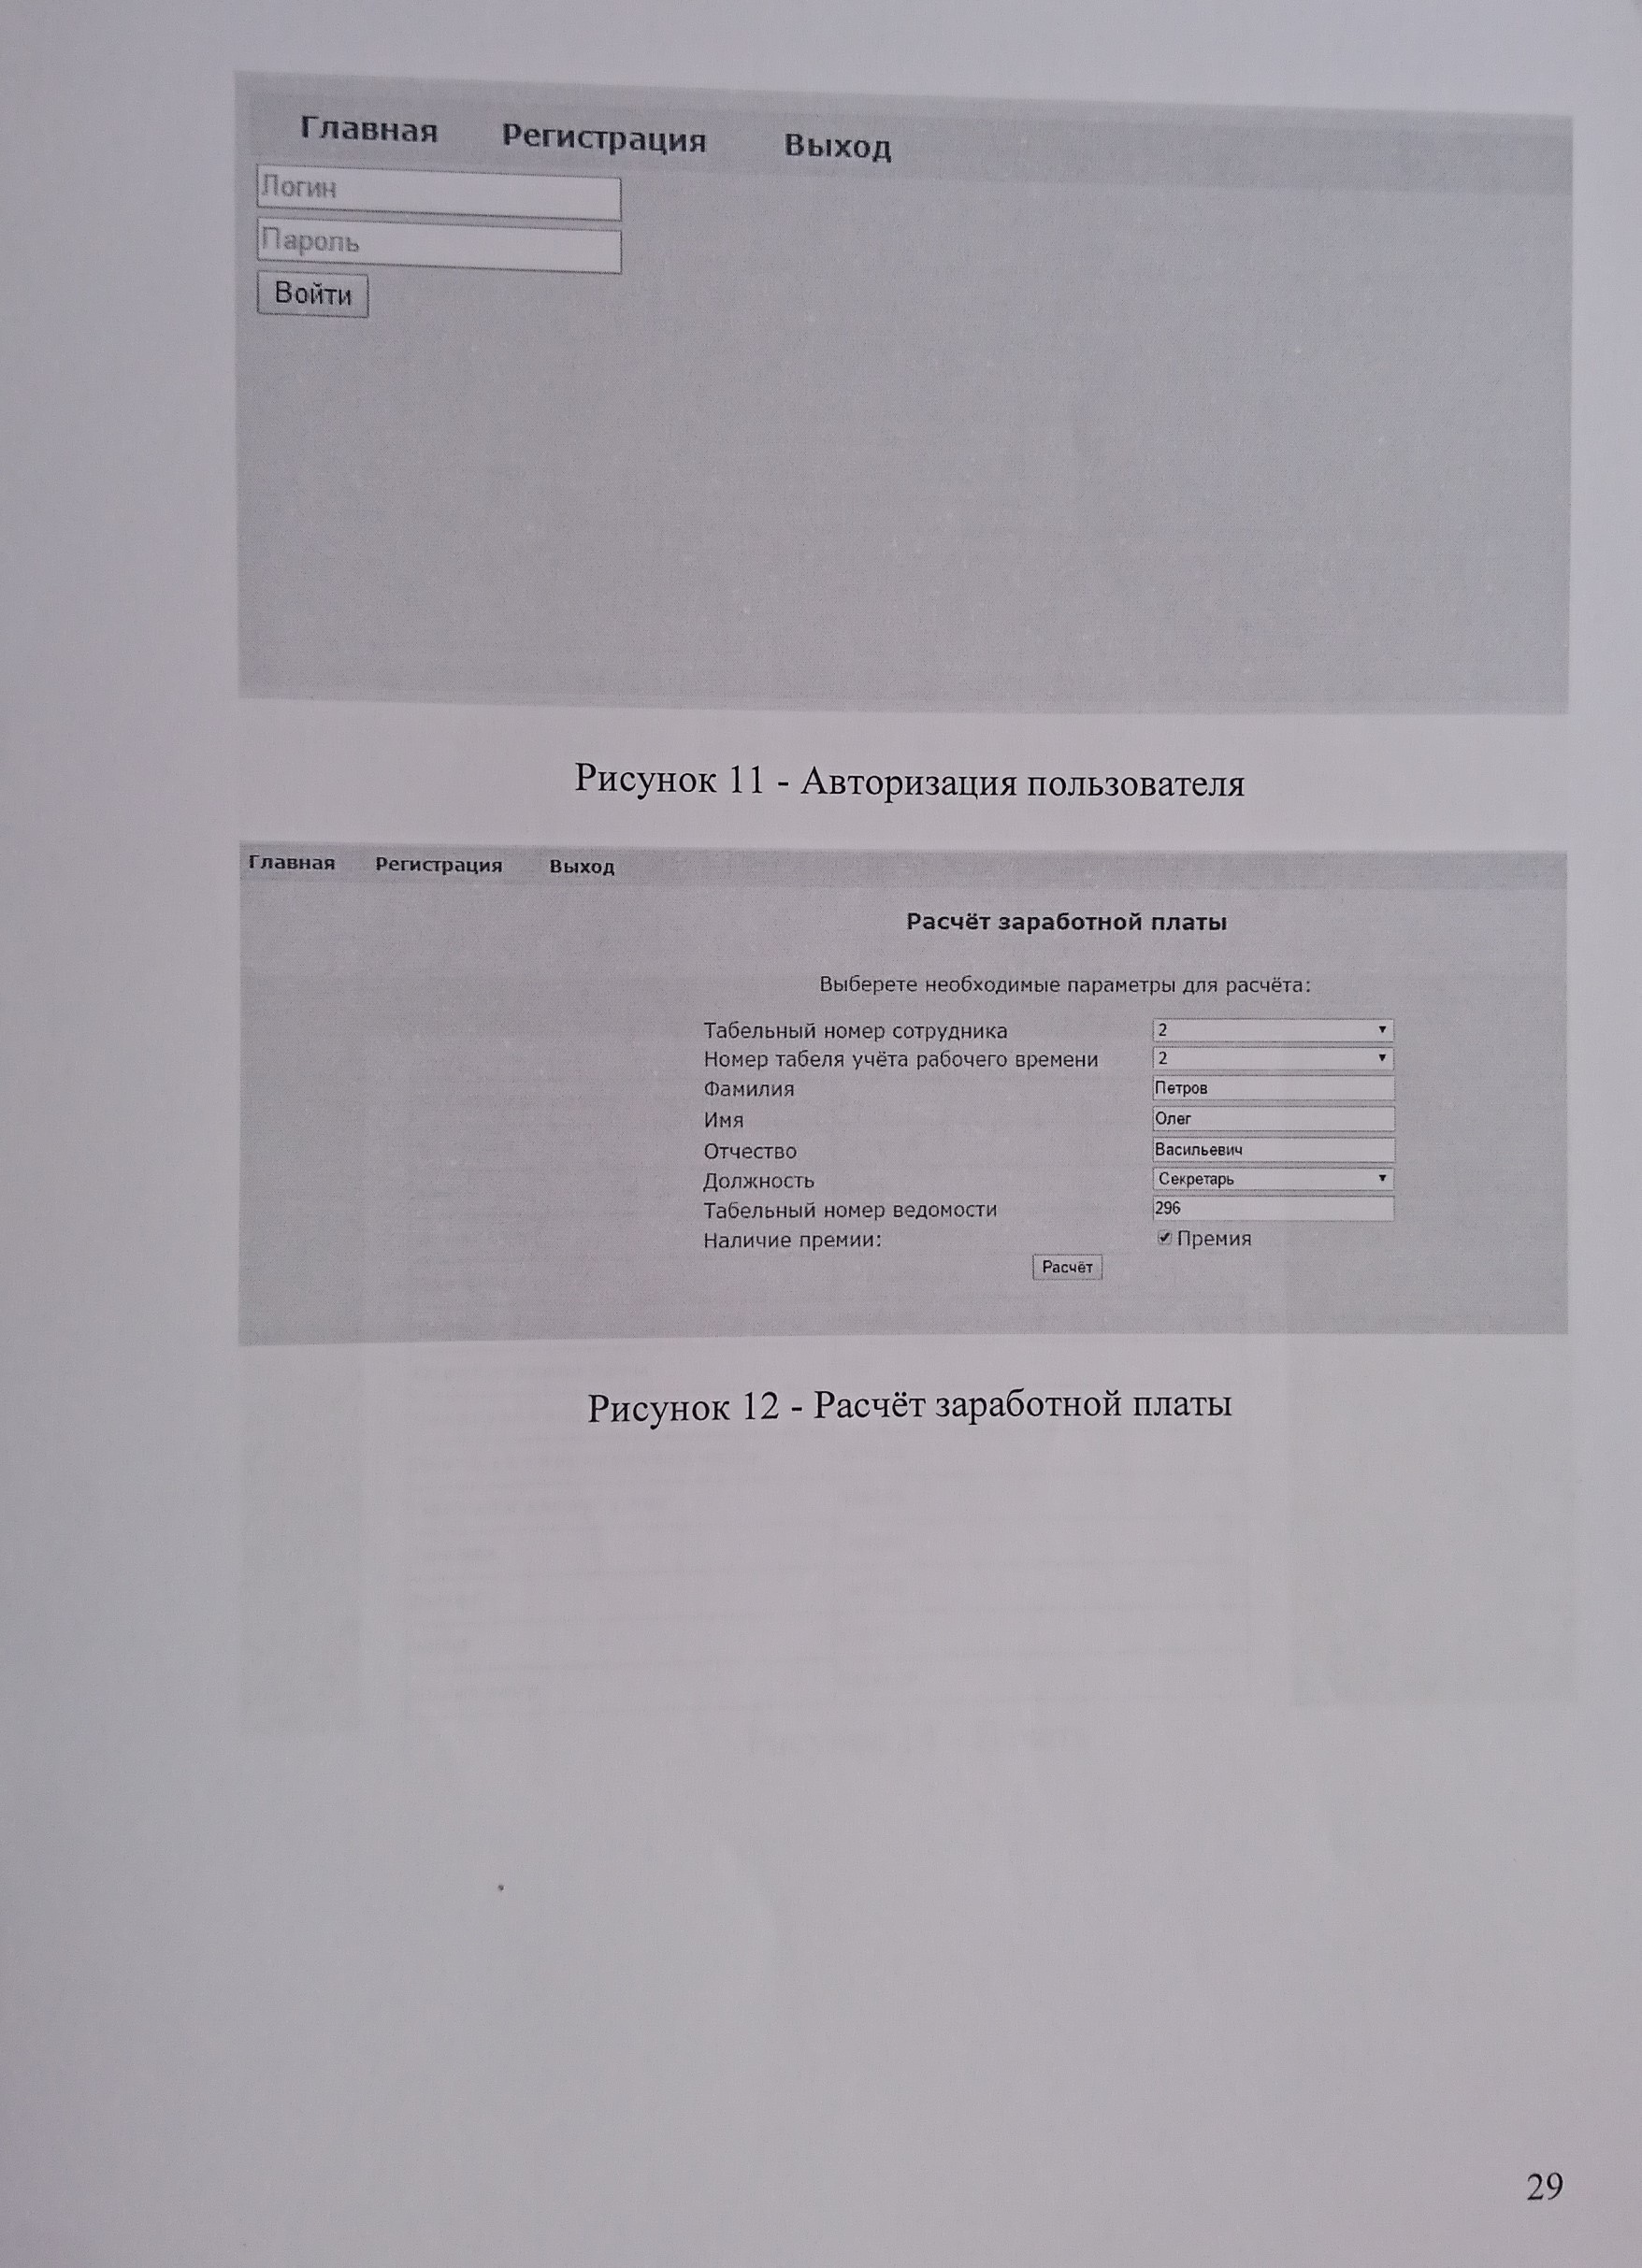 Главная Регистрация Выход
Логин
Пароль
Войти
Рисунок 11 - Авторизация пользователя
Главная Регистрация Выход
Расчёт заработной платы
Выберете необходимые параметры для расчёта:
Табельный номер сотрудника 2
Номер табеля учёта рабочего времени 2
Фамилия Петров
Имя Олег
Отчество Васильевич
Должность Секретарь
Табельный номер ведомости 296
Наличие премии: Премия
Расчёт
Рисунок 12 - Расчёт заработной платы
29